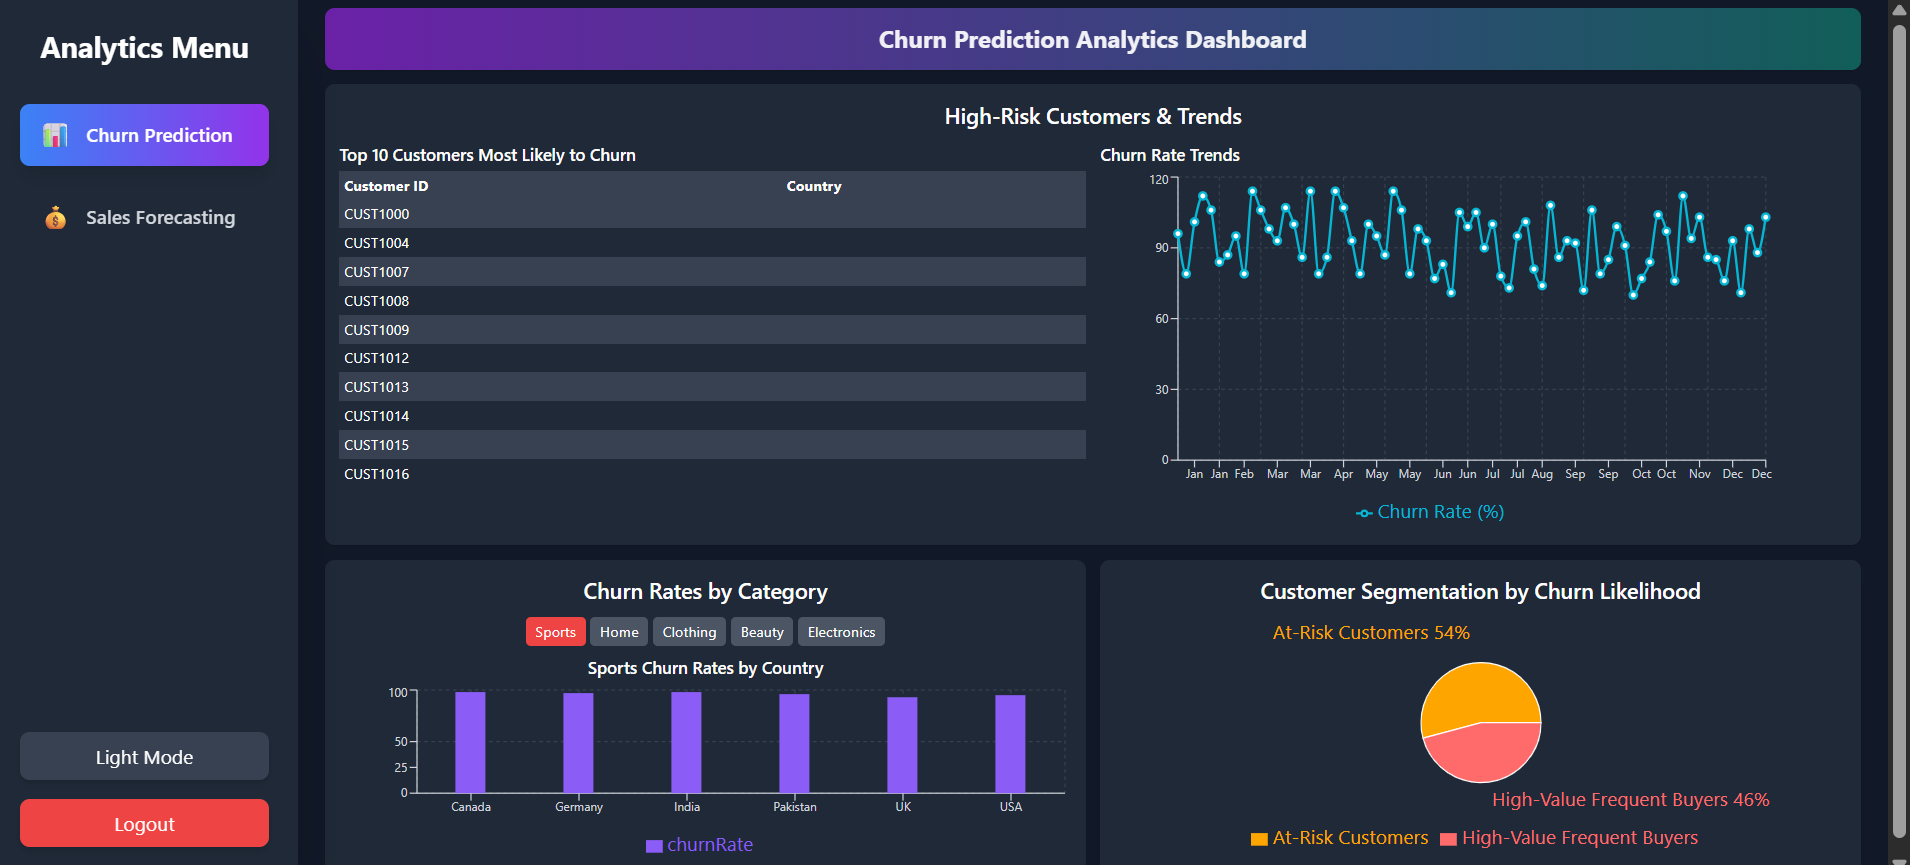 Analytics Menu
Churn Prediction
Sales Forecasting
Light Mode
Logout
Churn Prediction Analytics Dashboard
High-Risk Customers & Trends
Top 10 Customers Most Likely to Churn
Customer ID Country
CUST1000
CUST1004
CUST1007
CUST1008
CUST1009
CUST1012
CUST1013
CUST1014
CUST1015
CUST1016
Churn Rate Trends
120
90
60
30
0
Jan Jan Feb Mar Mar Apr May May Jun Jun Jul Jul Aug Sep Sep Oct Oct Nov Dec Dec
Churn Rate (%)
Churn Rates by Category
Sports Home Clothing Beauty Electronics
Sports Churn Rates by Country
100
50
25
0
Canada Germany India Pakistan UK USA
churnRate
Customer Segmentation by Churn Likelihood
At-Risk Customers 54%
High-Value Frequent Buyers 46%
At-Risk Customers High-Value Frequent Buyers